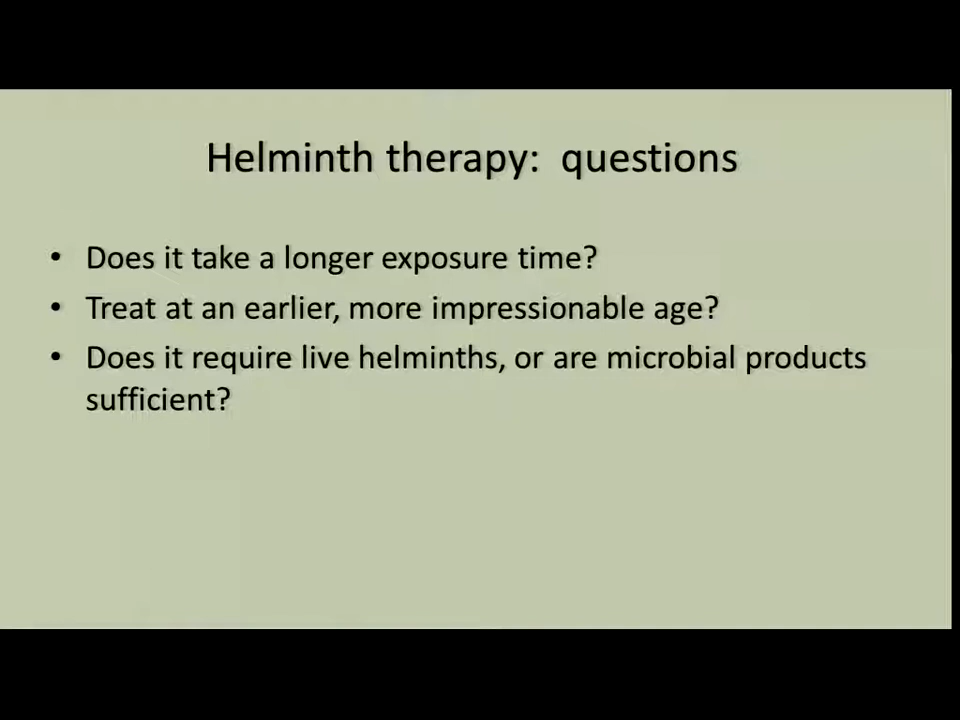 Helminth therapy: questions
• Does it take a longer exposure time?
• Treat at an earlier, more impressionable age?
• Does it require live helminths, or are microbial products
sufficient?